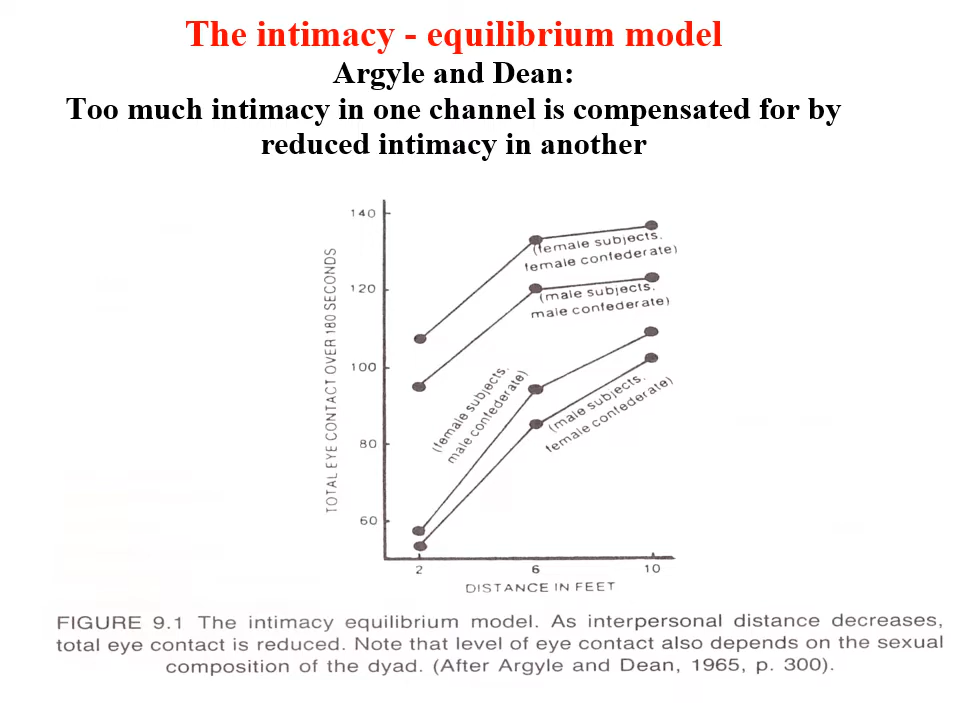 The intimacy - equilibrium model
Argyle and Dean:
Too much intimacy in one channel is compensated for by
reduced intimacy in another
TOTAL EYE CONTACT OVER 180 SECONDS
140
120
100
80
60
(female subjects.
female confederate)
(male subjects.
male confederate)
(female subjects.
male confederate)
(male subjects.
female confederate)
2
6
10
DISTANCE IN FEET
FIGURE 9.1 The intimacy equilibrium model. As interpersonal distance decreases,
total eye contact is reduced. Note that level of eye contact also depends on the sexual
composition of the dyad. (After Argyle and Dean, 1965, p. 300).